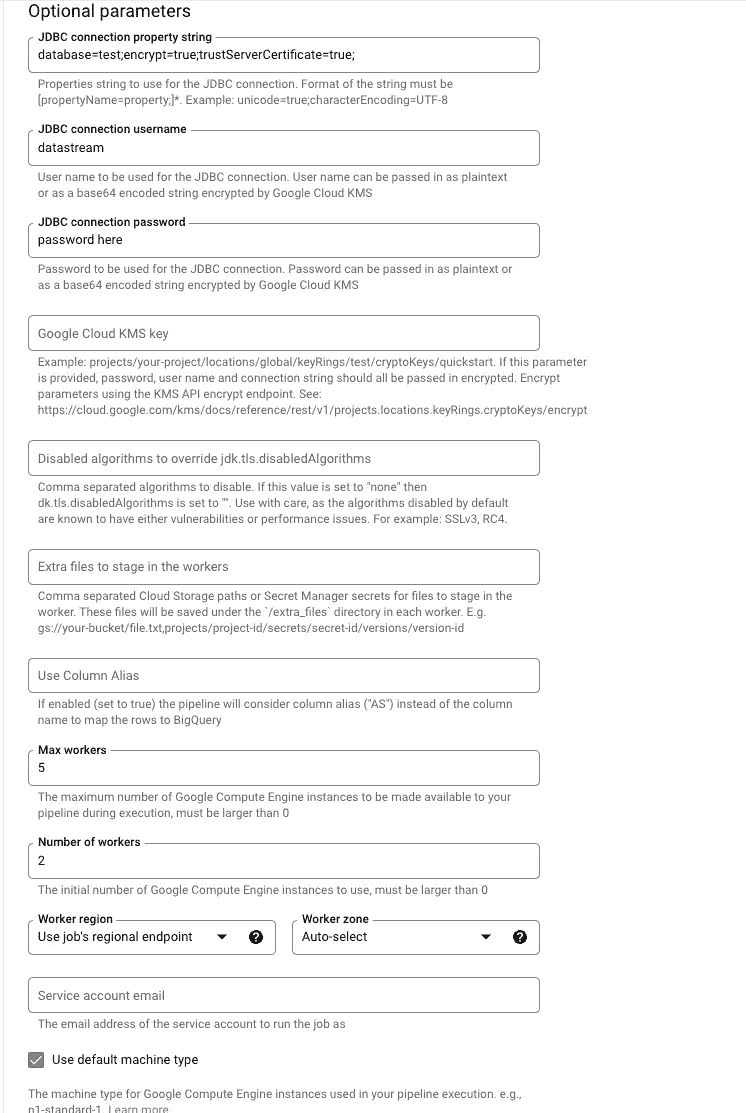 Optional parameters
JDBC connection property string
database=test;encrypt=true;trustServerCertificate=true;
Properties string to use for the JDBC connection. Format of the string must be
[propertyName=property;]*. Example: unicode=true;characterEncoding=UTF-8
JDBC connection username
datastream
User name to be used for the JDBC connection. User name can be passed in as plaintext
or as a base64 encoded string encrypted by Google Cloud KMS
JDBC connection password
password here
Password to be used for the JDBC connection. Password can be passed in as plaintext or
as a base64 encoded string encrypted by Google Cloud KMS
Google Cloud KMS key
Example: projects/your-project/locations/global/keyRings/test/cryptoKeys/quickstart. If this parameter
is provided, password, user name and connection string should all be passed in encrypted. Encrypt
parameters using the KMS API encrypt endpoint. See:
https://cloud.google.com/kms/docs/reference/rest/v1/projects.locations.keyRings.cryptoKeys/encrypt
Disabled algorithms to override jdk.tls.disabledAlgorithms
Comma separated algorithms to disable. If this value is set to "none" then
dk.tls.disabledAlgorithms is set to "". Use with care, as the algorithms disabled by default
are known to have either vulnerabilities or performance issues. For example: SSLv3, RC4.
Extra files to stage in the workers
Comma separated Cloud Storage paths or Secret Manager secrets for files to stage in the
worker. These files will be saved under the `/extra_files` directory in each worker. E.g.
gs://your-bucket/file.txt,projects/project-id/secrets/secret-id/versions/version-id
Use Column Alias
If enabled (set to true) the pipeline will consider column alias ("AS") instead of the column
name to map the rows to BigQuery
Max workers
5
The maximum number of Google Compute Engine instances to be made available to your
pipeline during execution, must be larger than 0
Number of workers
2
The initial number of Google Compute Engine instances to use, must be larger than 0
Worker region
Use job's regional endpoint
Worker zone
Auto-select
Service account email
The email address of the service account to run the job as
Use default machine type
The machine type for Google Compute Engine instances used in your pipeline execution. e.g.,
n1-standard-1. Learn more